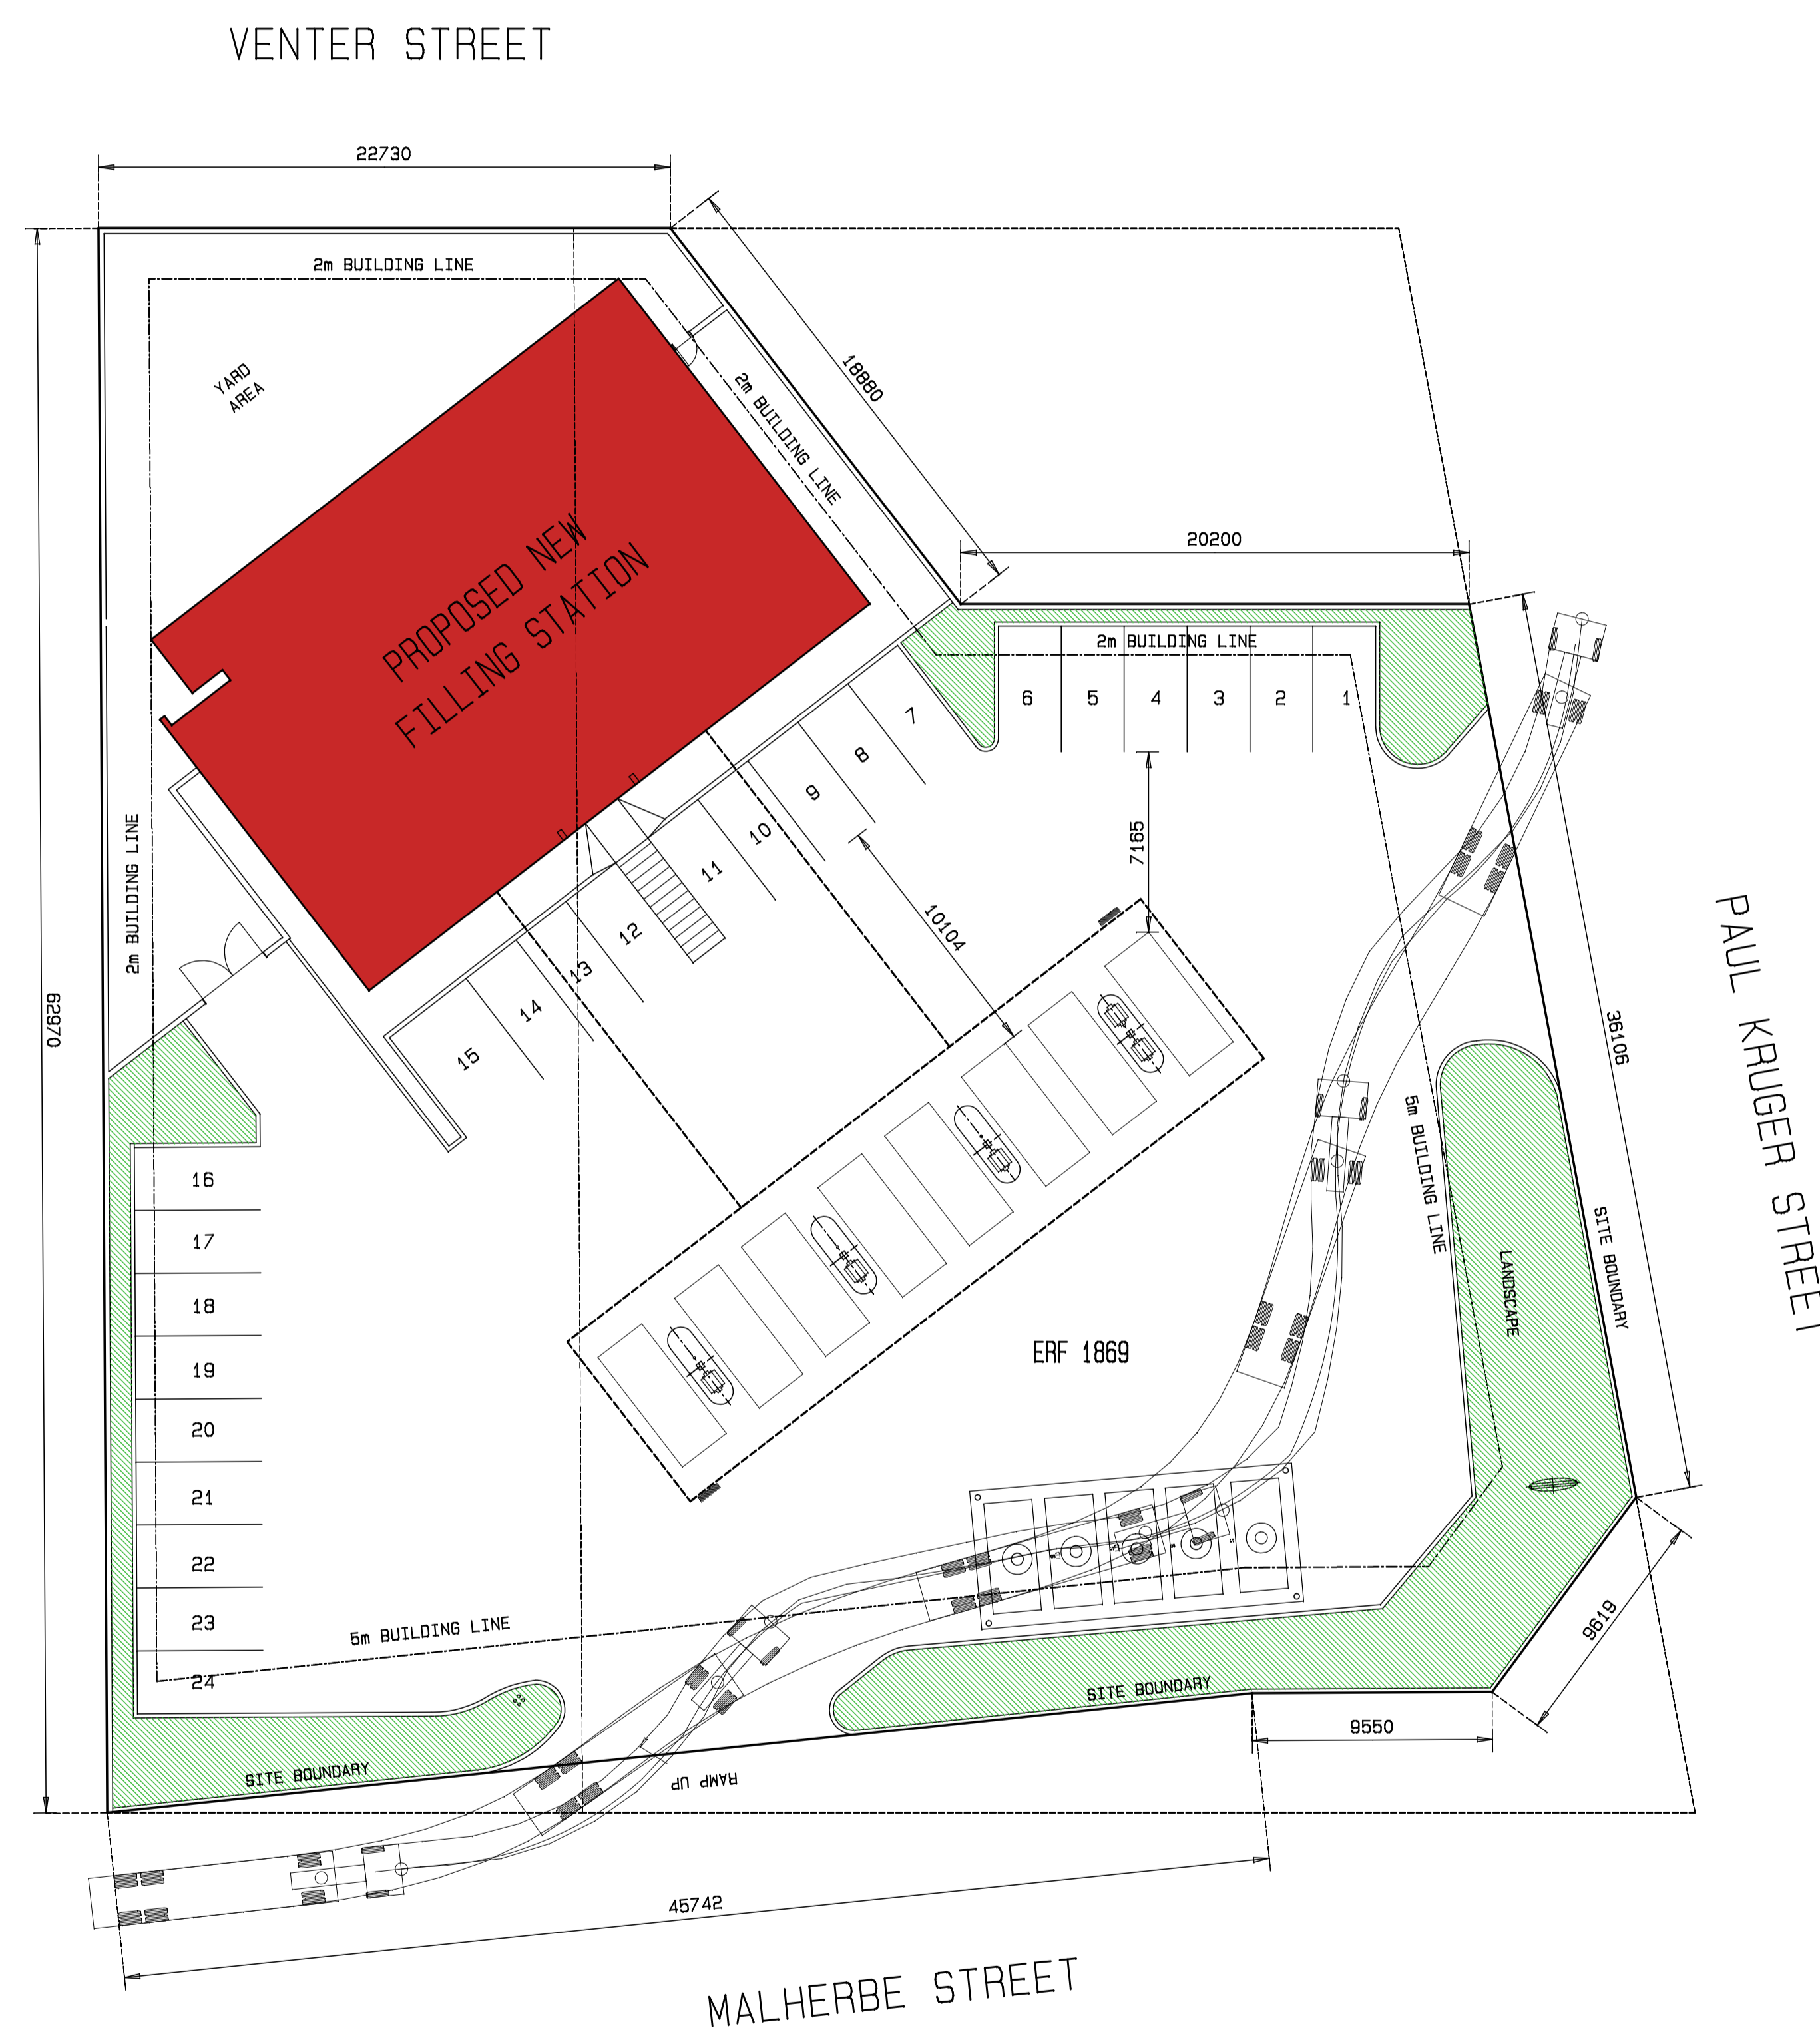 VENTER STREET
22730
2m BUILDING LINE
18880
YARD
AREA
2m BUILDING LINE
20200
PROPOSED NEW
FILLING STATION
2m BUILDING LINE
6
5
4
3
2
1
7
8
9
10
11
12
13
14
15
7165
10104
2m BUILDING LINE
62970
PAUL KRUGER STREET
36106
5m BUILDING LINE
SITE BOUNDARY
LANDSCAPE
16
17
18
19
20
21
22
23
24
ERF 1869
5m BUILDING LINE
9619
SITE BOUNDARY
9550
SITE BOUNDARY
RAMP UP
45742
MALHERBE STREET